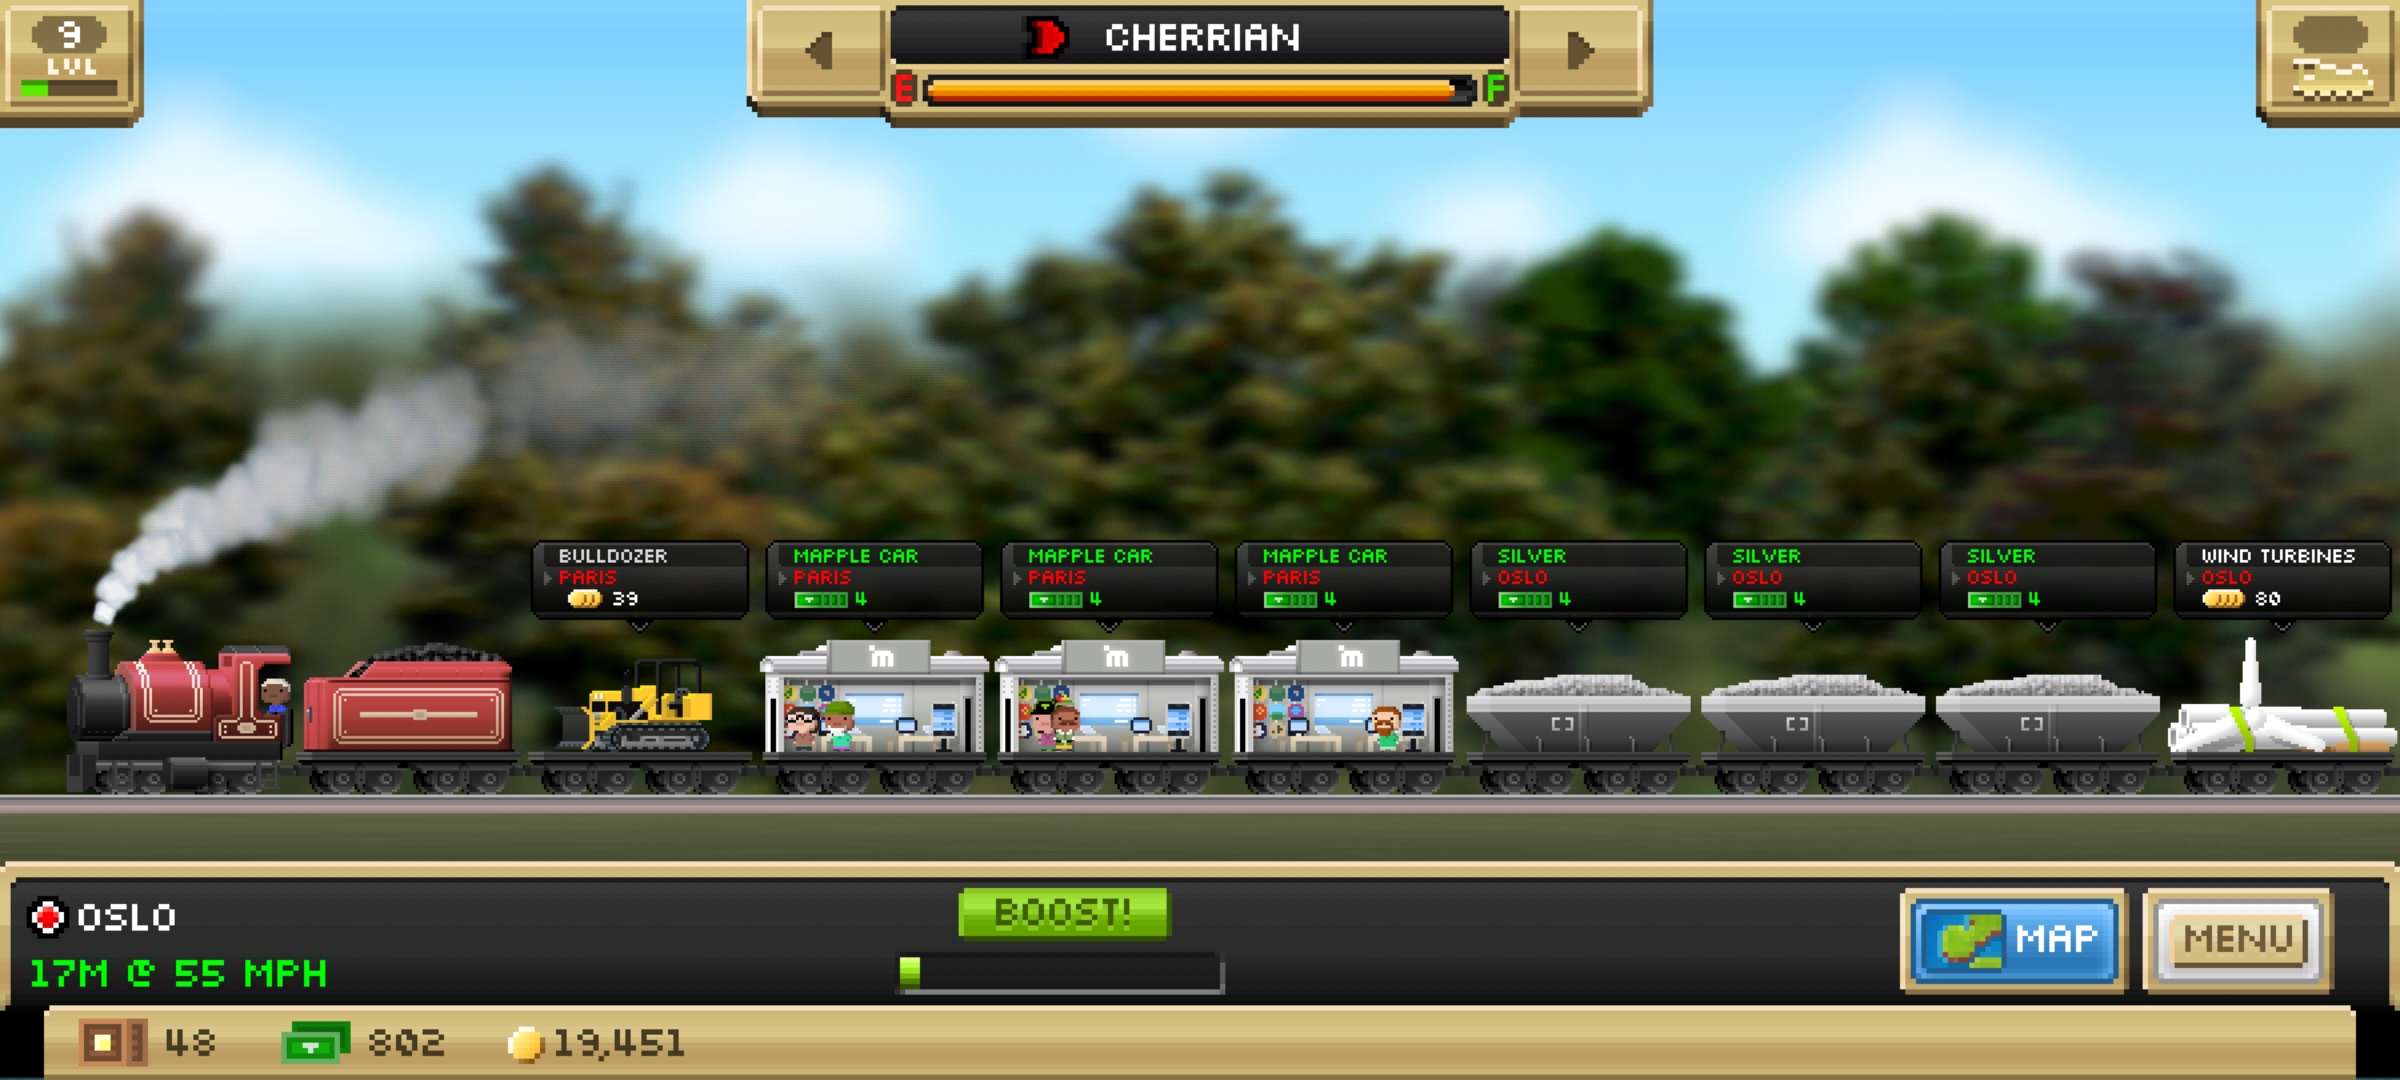 9
LVL
CHERRIAN
E F
BULLDOZER
PARIS
39
MAPPLE CAR
PARIS
4
MAPPLE CAR
PARIS
4
MAPPLE CAR
PARIS
4
SILVER
OSLO
4
SILVER
OSLO
4
SILVER
OSLO
4
WIND TURBINES
OSLO
80
m
m
m
OSLO
17M @ 55 MPH
BOOST!
MAP
MENU
48
802
19,451